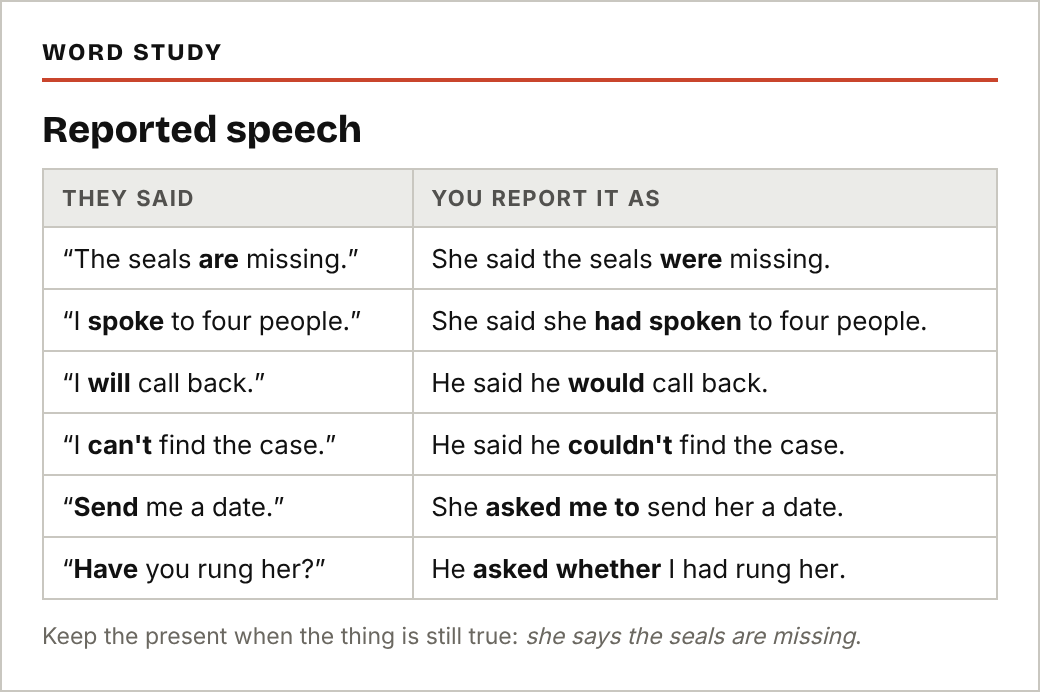 WORD STUDY
Reported speech
THEY SAID
YOU REPORT IT AS
“The seals are missing.”
She said the seals were missing.
“I spoke to four people.”
She said she had spoken to four people.
“I will call back.”
He said he would call back.
“I can't find the case.”
He said he couldn't find the case.
“Send me a date.”
She asked me to send her a date.
“Have you rung her?”
He asked whether I had rung her.
Keep the present when the thing is still true: she says the seals are missing.